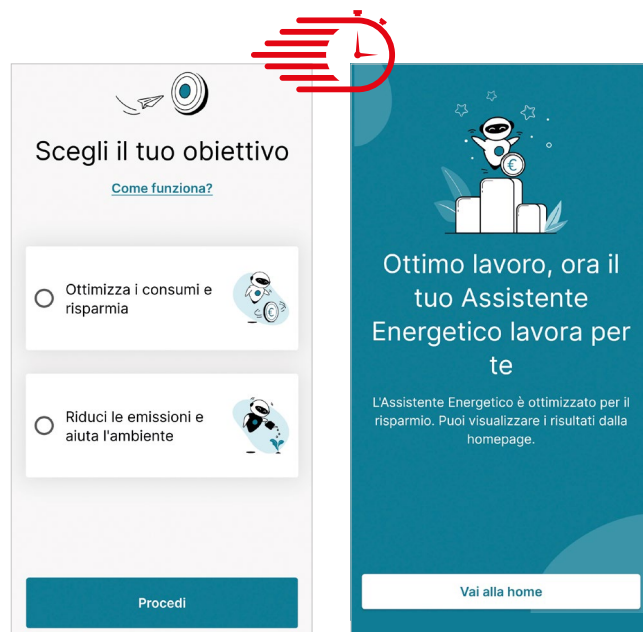 Scegli il tuo obiettivo
Come funziona?
Ottimizza i consumi e
risparmia
€
Riduci le emissioni e
aiuta l'ambiente
Procedi
€
Ottimo lavoro, ora il
tuo Assistente
Energetico lavora per
te
L'Assistente Energetico è ottimizzato per il
risparmio. Puoi visualizzare i risultati dalla
homepage.
Vai alla home